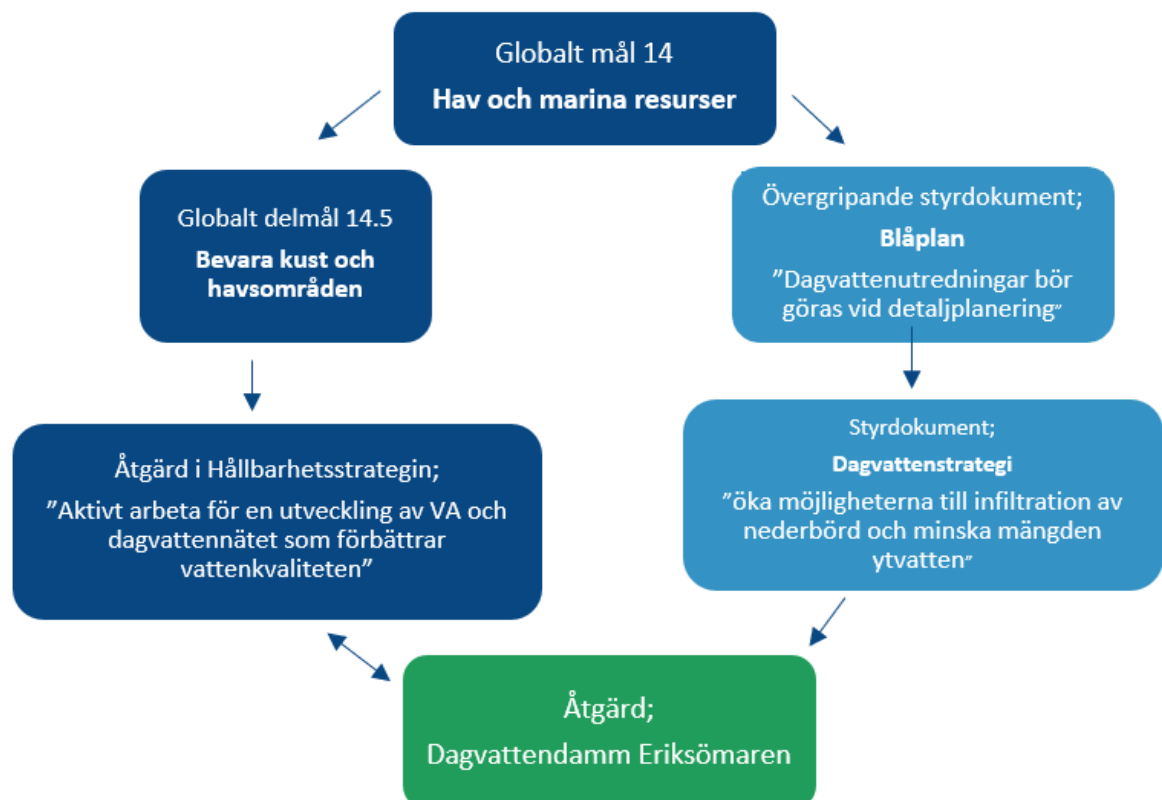 Globalt mål 14
Hav och marina resurser
Globalt delmål 14.5
Bevara kust och
havsområden
Övergripande styrdokument;
Blåplan
”Dagvattenutredningar bör
göras vid detaljplanering”
Åtgärd i Hållbarhetsstrategin;
”Aktivt arbeta för en utveckling av VA och
dagvattennätet som förbättrar
vattenkvaliteten”
Styrdokument;
Dagvattenstrategi
”öka möjligheterna till infiltration av
nederbörd och minska mängden
ytvatten”
Åtgärd;
Dagvattendamm Eriksömaren